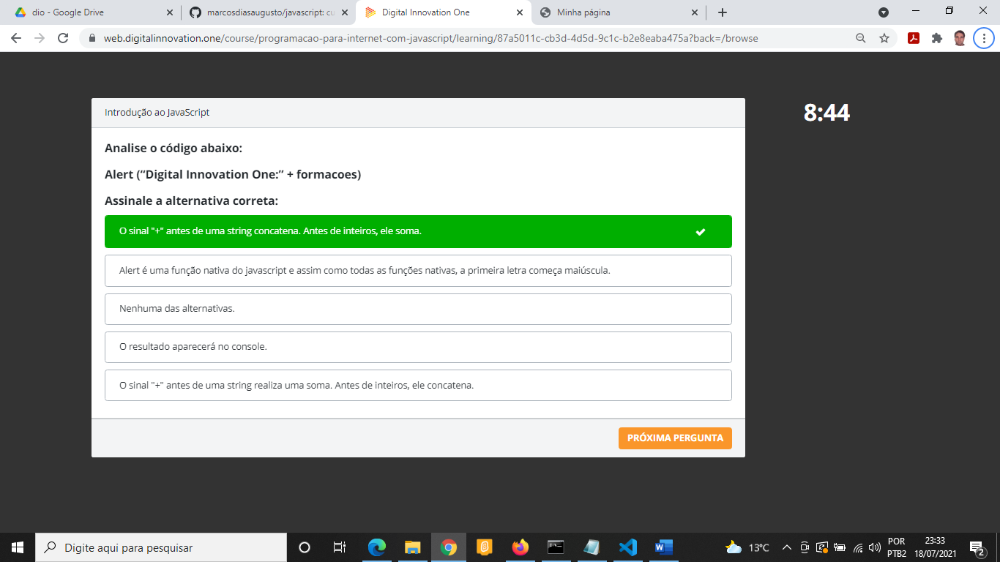 dio - Google Drive
marcosdiasaugusto/javascript: cu
Digital Innovation One
Minha página
web.digitalinnovation.one/course/programacao-para-internet-com-javascript/learning/87a5011c-cb3d-4d5d-9c1c-b2e8eaba475a?back=/browse
Introdução ao JavaScript
8:44
Analise o código abaixo:
Alert (“Digital Innovation One:” + formacoes)
Assinale a alternativa correta:
O sinal "+" antes de uma string concatena. Antes de inteiros, ele soma.
Alert é uma função nativa do javascript e assim como todas as funções nativas, a primeira letra começa maiúscula.
Nenhuma das alternativas.
O resultado aparecerá no console.
O sinal "+" antes de uma string realiza uma soma. Antes de inteiros, ele concatena.
PRÓXIMA PERGUNTA
Digite aqui para pesquisar
13°C
POR
PTB2
23:33
18/07/2021
2